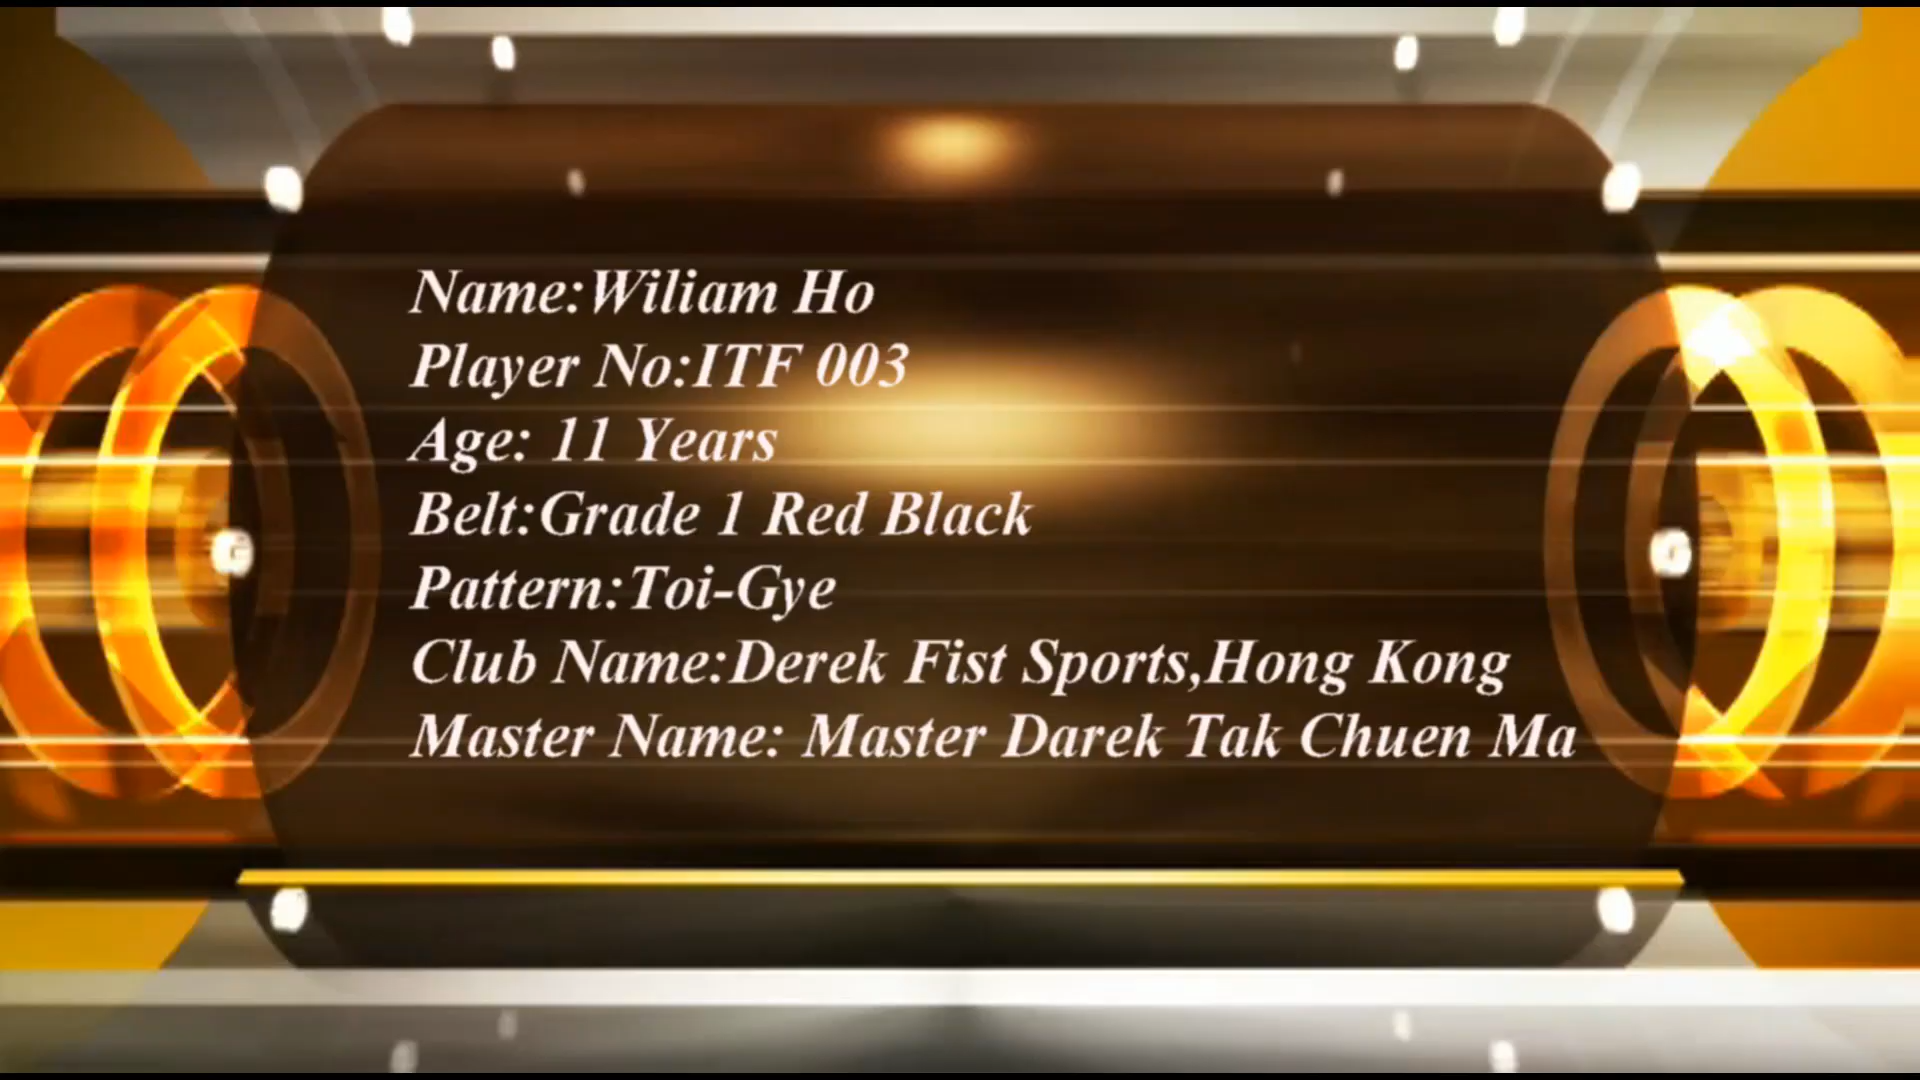 Name:Wiliam Ho
Player No:ITF 003
Age: 11 Years
Belt:Grade 1 Red Black
Pattern:Toi-Gye
Club Name:Derek Fist Sports,Hong Kong
Master Name: Master Darek Tak Chuen Ma